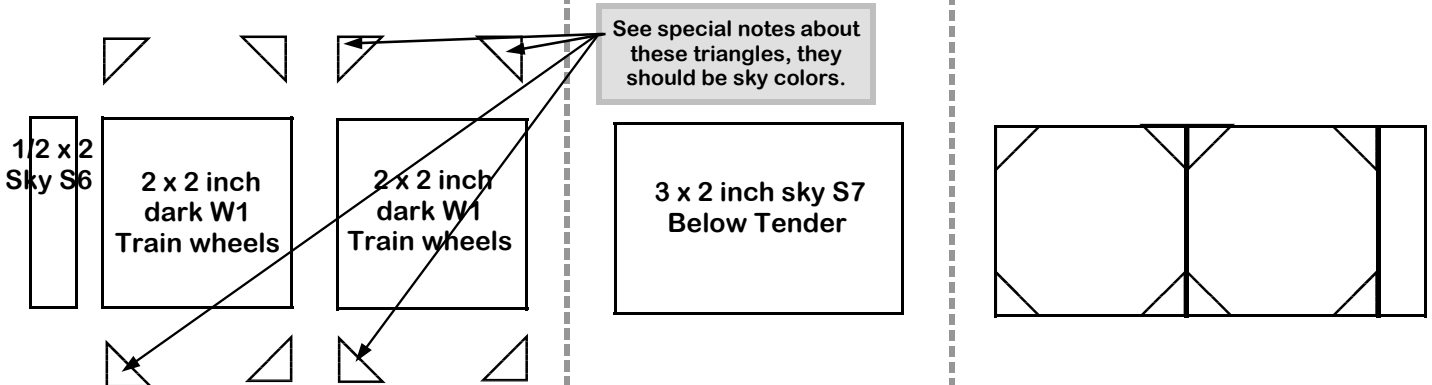 See special notes about
these triangles, they
should be sky colors.
1/2 x 2
Sky S6
2 x 2 inch
dark W1
Train wheels
2 x 2 inch
dark W1
Train wheels
3 x 2 inch sky S7
Below Tender